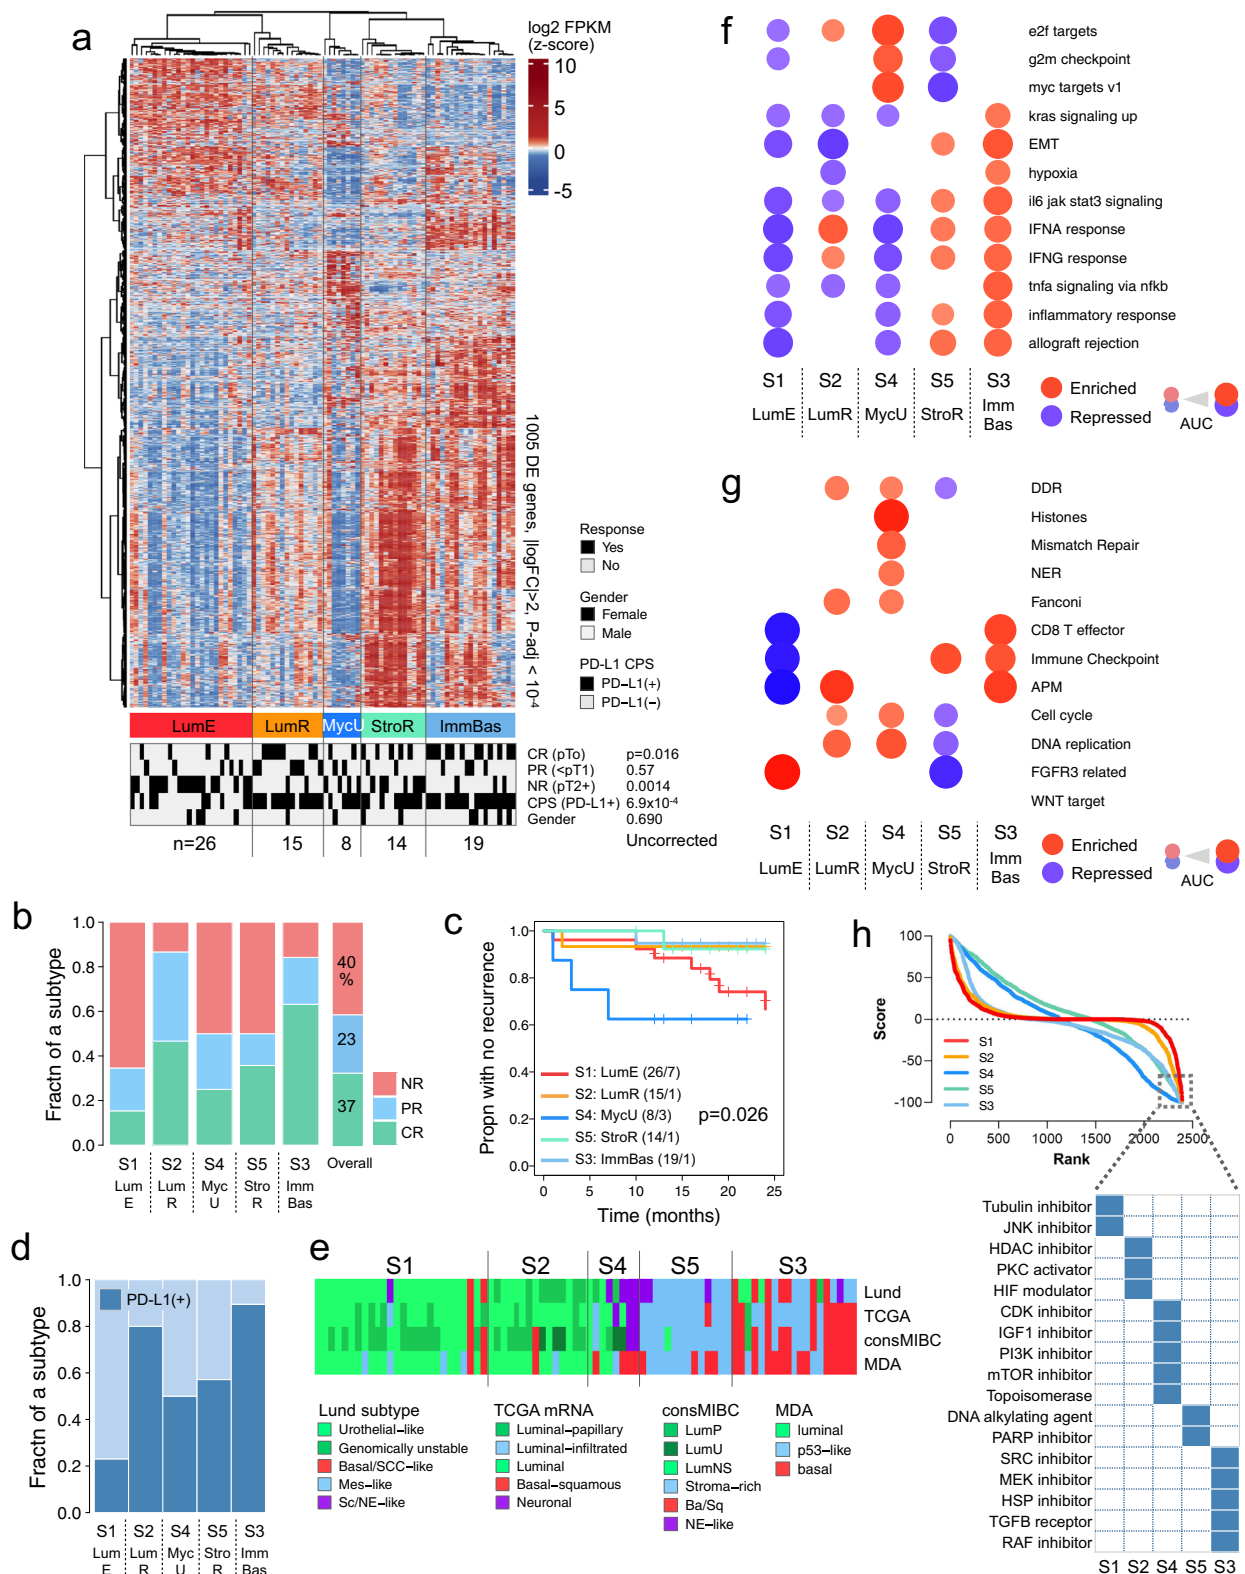 a
log2 FPKM
(z-score)
10
5
0
-5
1005 DE genes, |logFC|>2, P-adj < 10-4
Response
Yes
No
Gender
Female
Male
PD-L1 CPS
PD-L1(+)
PD-L1(-)
LumE LumR MycU StroR ImmBas
CR (pTo) p=0.016
PR (<pT1) 0.57
NR (pT2+) 0.0014
CPS (PD-L1+) 6.9x10-4
Gender 0.690
n=26 15 8 14 19 Uncorrected
b
Fractn of a subtype
1.0
0.8
0.6
0.4
0.2
0.0
40
%
23
37
NR
PR
CR
S1 S2 S4 S5 S3 Overall
Lum Lum Myc Stro Imm
E R U R Bas
c
Propn with no recurrence
1.0
0.8
0.6
0.4
0.2
0.0
S1: LumE (26/7)
S2: LumR (15/1)
S4: MycU (8/3)
S5: StroR (14/1)
S3: ImmBas (19/1)
p=0.026
0 5 10 15 20 25
Time (months)
d
Fractn of a subtype
1.0
0.8
0.6
0.4
0.2
0.0
PD-L1(+)
S1 S2 S4 S5 S3
Lum Lum Myc Stro Imm
E R U R Bas
e
S1 S2 S4 S5 S3
Lund
TCGA
consMIBC
MDA
Lund subtype
Urothelial-like
Genomically unstable
Basal/SCC-like
Mes-like
Sc/NE-like
TCGA mRNA
Luminal-papillary
Luminal-infiltrated
Luminal
Basal-squamous
Neuronal
consMIBC
LumP
LumU
LumNS
Stroma-rich
Ba/Sq
NE-like
MDA
luminal
p53-like
basal
f
e2f targets
g2m checkpoint
myc targets v1
kras signaling up
EMT
hypoxia
il6 jak stat3 signaling
IFNA response
IFNG response
tnfa signaling via nfkb
inflammatory response
allograft rejection
S1 S2 S4 S5 S3
LumE LumR MycU StroR Imm
Bas
Enriched
Repressed
AUC
g
DDR
Histones
Mismatch Repair
NER
Fanconi
CD8 T effector
Immune Checkpoint
APM
Cell cycle
DNA replication
FGFR3 related
WNT target
S1 S2 S4 S5 S3
LumE LumR MycU StroR Imm
Bas
Enriched
Repressed
AUC
h
Score
100
50
0
-50
-100
S1
S2
S4
S5
S3
0 500 1000 1500 2000 2500
Rank
Tubulin inhibitor
JNK inhibitor
HDAC inhibitor
PKC activator
HIF modulator
CDK inhibitor
IGF1 inhibitor
PI3K inhibitor
mTOR inhibitor
Topoisomerase
DNA alkylating agent
PARP inhibitor
SRC inhibitor
MEK inhibitor
HSP inhibitor
TGFB receptor
RAF inhibitor
S1 S2 S4 S5 S3